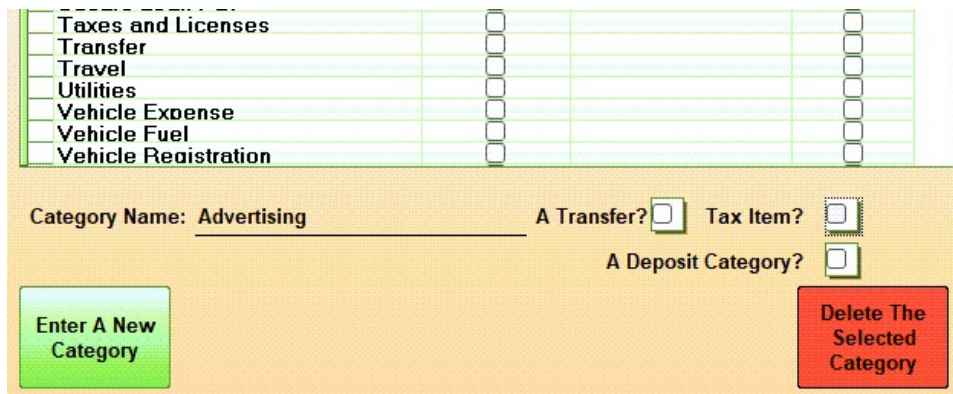 Taxes and Licenses
Transfer
Travel
Utilities
Vehicle Expense
Vehicle Fuel
Vehicle Registration
Category Name: Advertising A Transfer? Tax Item?
A Deposit Category?
Enter A New
Category
Delete The
Selected
Category